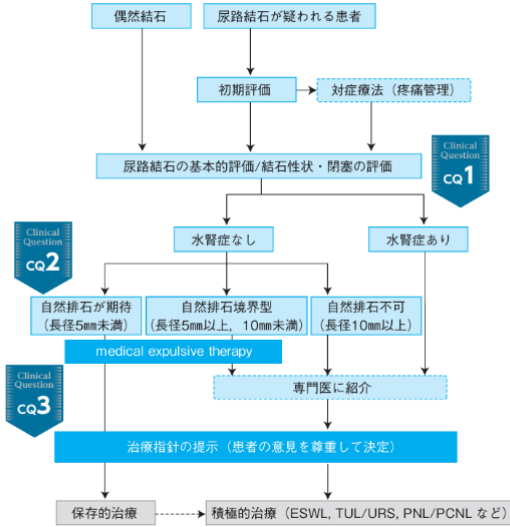 偶然結石
尿路結石が疑われる患者
初期評価
対症療法（疼痛管理）
尿路結石の基本的評価/結石性状・閉塞の評価
Clinical
Question
CQ1
水腎症なし
水腎症あり
Clinical
Question
CQ2
自然排石が期待
（長径5mm未満）
自然排石境界型
（長径5mm以上，10mm未満）
自然排石不可
（長径10mm以上）
medical expulsive therapy
Clinical
Question
CQ3
専門医に紹介
治療指針の提示（患者の意見を尊重して決定）
保存的治療
積極的治療（ESWL, TUL/URS, PNL/PCNL など）